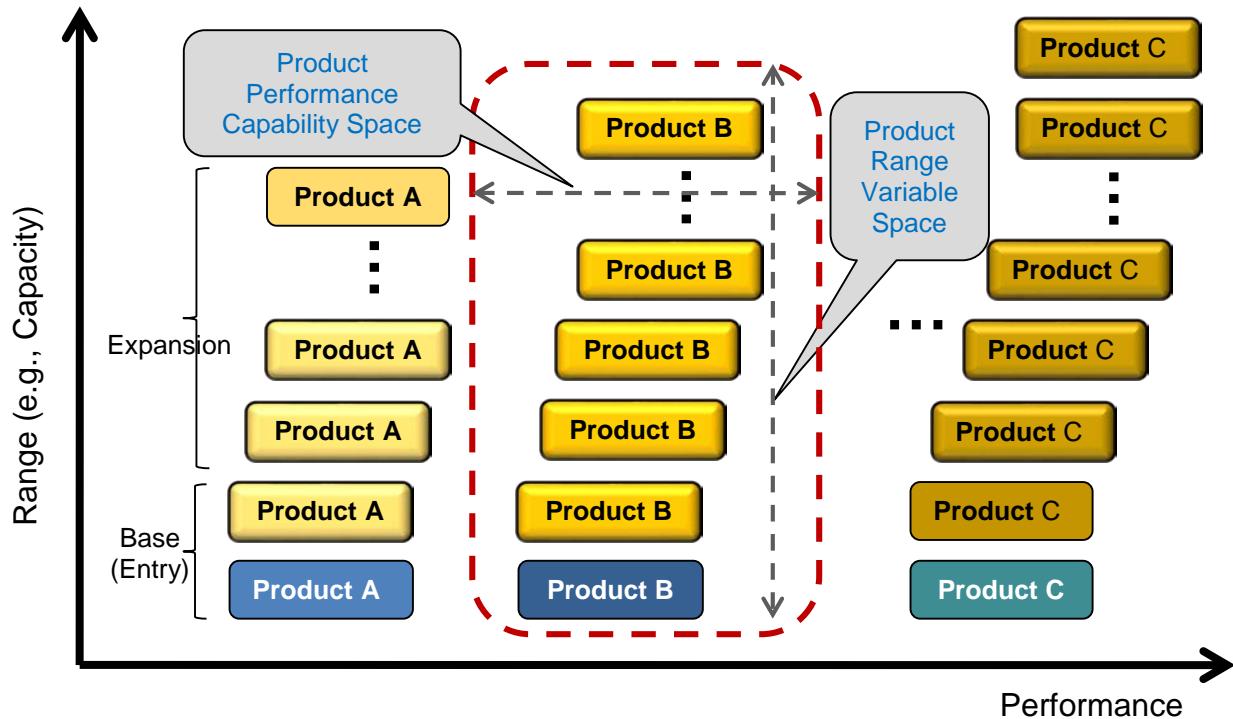 Range (e.g., Capacity)
Product
Performance
Capability Space
Product
Range
Variable
Space
Expansion
Base
(Entry)
Product A
Product A
Product A
Product A
Product A
Product B
Product B
Product B
Product B
Product B
Product B
Product C
Product C
Product C
Product C
Product C
Product C
Product C
Performance